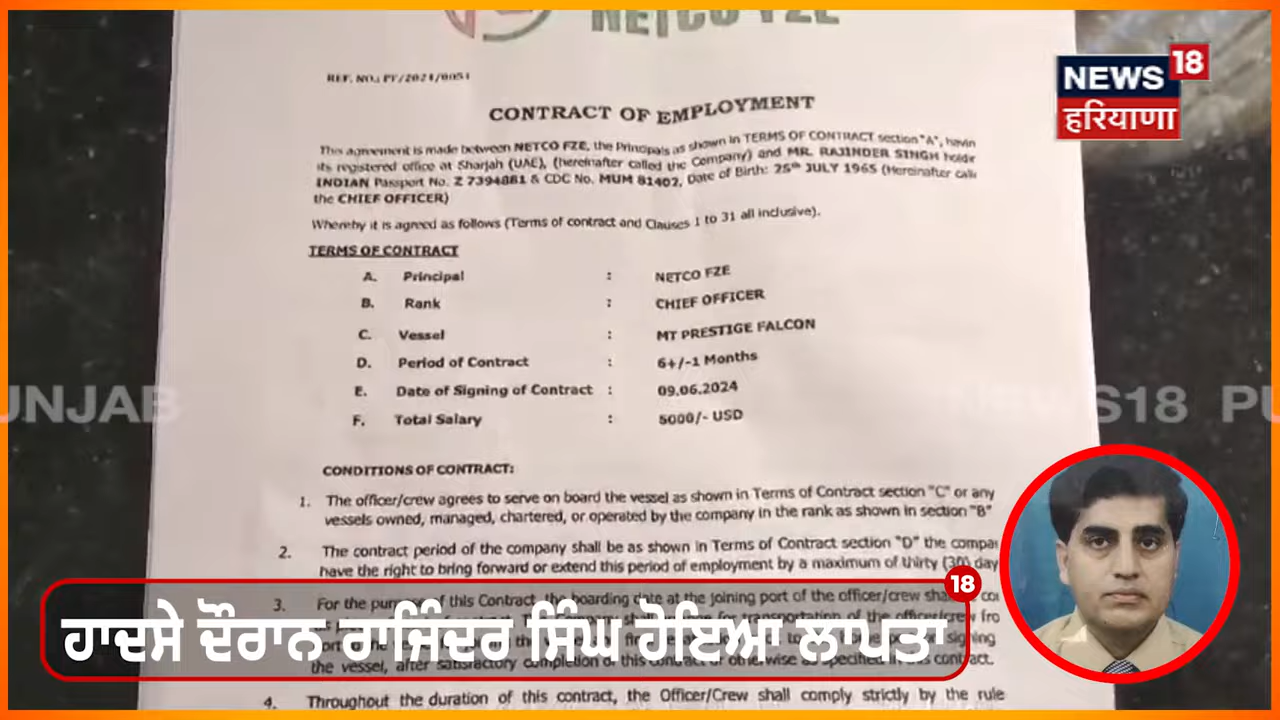 NETCO FZE
NEWS 18
हरियाणा
REF. NO.: PF/2024/0051
CONTRACT OF EMPLOYMENT
This agreement is made between NETCO FZE, the Principals as shown in TERMS OF CONTRACT section "A", havin
its registered office at Sharjah (UAE), (hereinafter called the Company) and MR. RAJINDER SINGH holdin
INDIAN Passport No. Z 7394881 & CDC No. MUM 81402, Date of Birth: 25th JULY 1965 (Hereinafter calle
the CHIEF OFFICER)
Whereby it is agreed as follows (Terms of contract and Clauses 1 to 31 all inclusive).
TERMS OF CONTRACT
A. Principal : NETCO FZE
B. Rank : CHIEF OFFICER
C. Vessel : MT PRESTIGE FALCON
D. Period of Contract : 6+/-1 Months
E. Date of Signing of Contract : 09.06.2024
F. Total Salary : 5000/- USD
UNJAB
S18 PU
CONDITIONS OF CONTRACT:
1. The officer/crew agrees to serve on board the vessel as shown in Terms of Contract section "C" or any
vessels owned, managed, chartered, or operated by the company in the rank as shown in section "B"
2. The contract period of the company shall be as shown in Terms of Contract section "D" the compan
have the right to bring forward or extend this period of employment by a maximum of thirty (30) day
3. For the purpose of this Contract, the boarding date at the joining port of the officer/crew
the vessel, after satisfactory completion of this contract or otherwise as specified in this contract.
4. Throughout the duration of this contract, the Officer/Crew shall comply strictly by the rule
18
ਹਾਦਸੇ ਦੌਰਾਨ ਰਾਜਿੰਦਰ ਸਿੰਘ ਹੋਇਆ ਲਾਪਤਾ